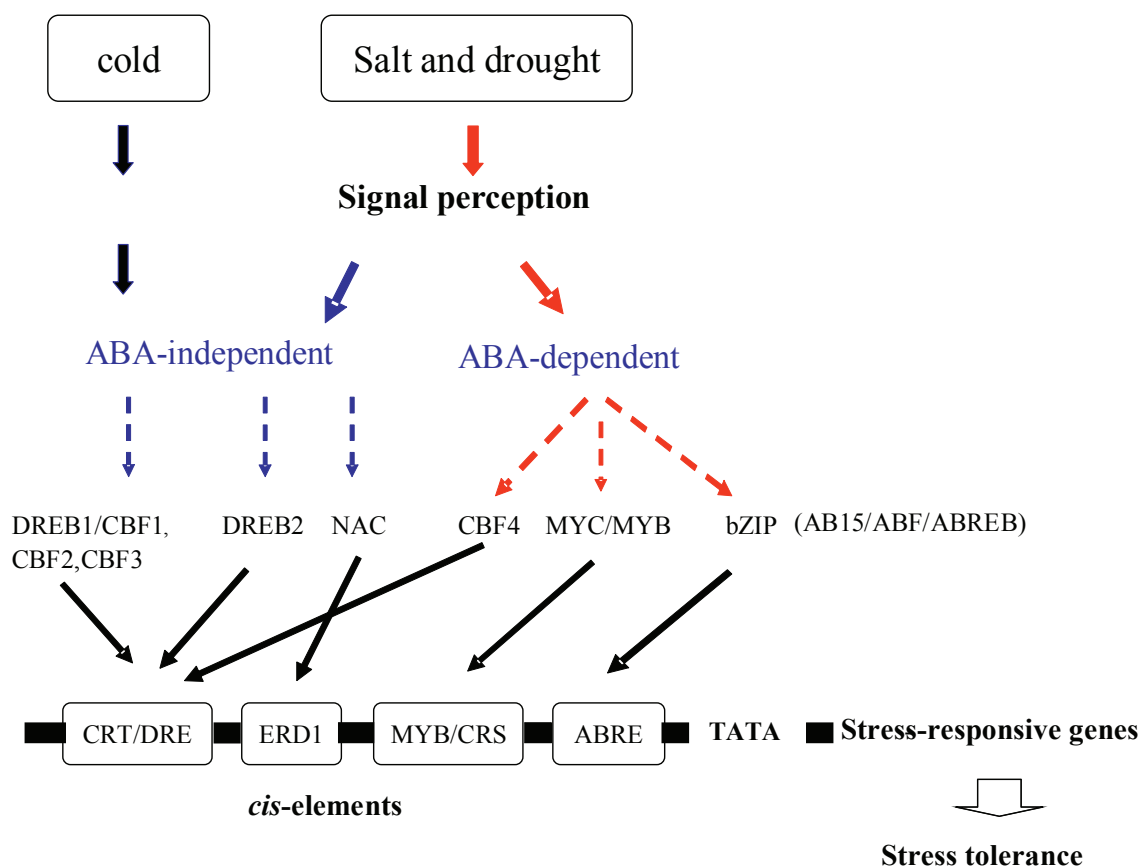 cold
Salt and drought
Signal perception
ABA-independent
ABA-dependent
DREB1/CBF1,
CBF2,CBF3
DREB2
NAC
CBF4
MYC/MYB
bZIP
(AB15/ABF/ABREB)
CRT/DRE
ERD1
MYB/CRS
ABRE
TATA
Stress-responsive genes
cis-elements
Stress tolerance